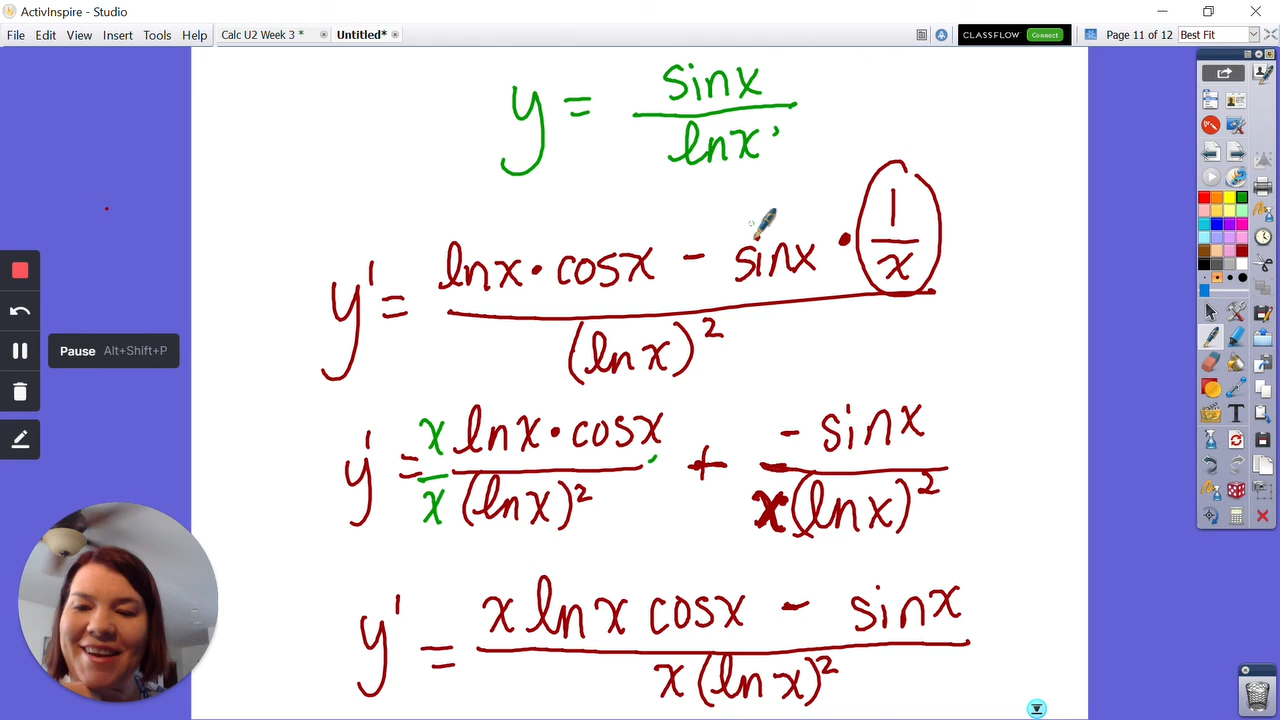 ActivInspire - Studio
File Edit View Insert Tools Help
Calc U2 Week 3 * Untitled*
CLASSFLOW Connect
Page 11 of 12 Best Fit
y = sinx / lnx
y' = lnx · cosx - sinx · 1/x / (lnx)²
Pause Alt+Shift+P
y' = x/x lnx · cosx / (lnx)² + -sinx / x(lnx)²
y' = x lnx cosx - sinx / x(lnx)²